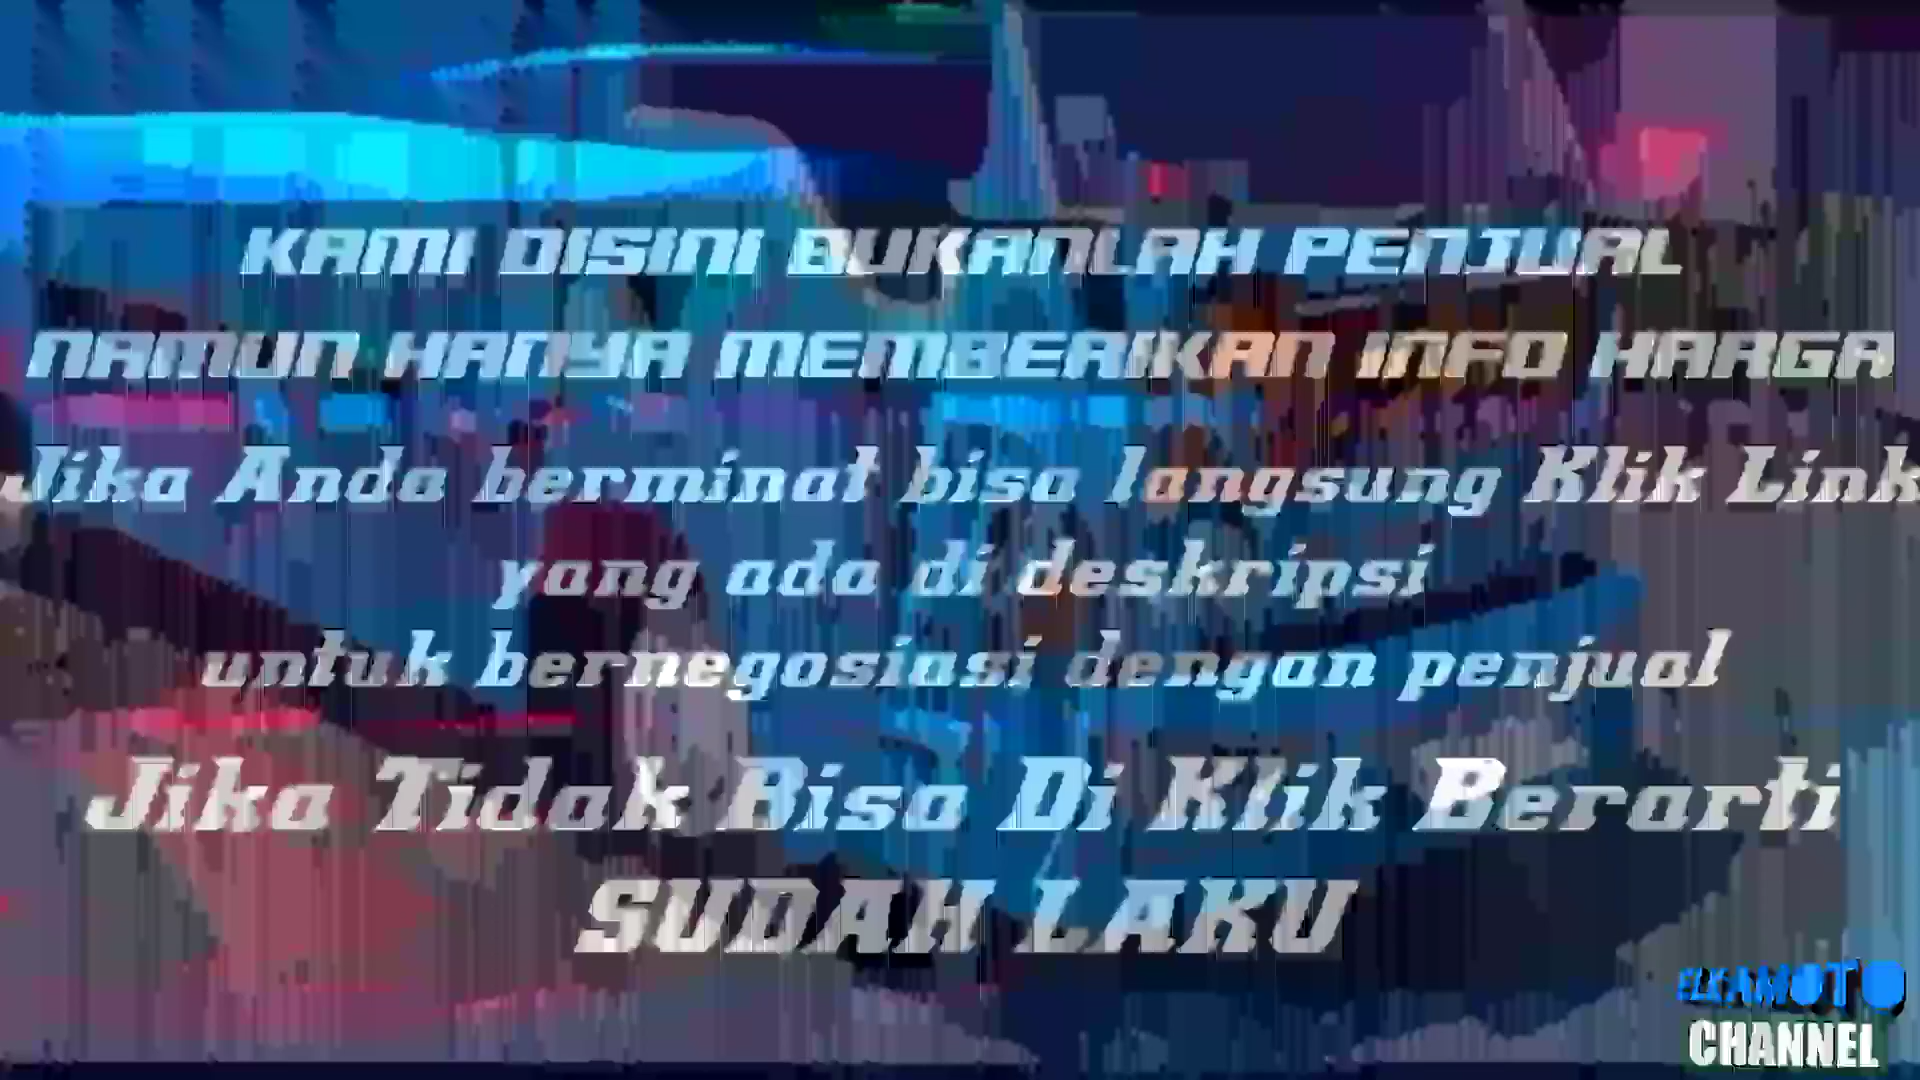 KAMI DISINI BUKANLAH PENJUAL
NAMUN HANYA MEMBERIKAN INFO HARGA
Jika Anda berminat bisa langsung Klik Link
yang ada di deskripsi
untuk bernegosiasi dengan penjual
Jika Tidak Bisa Di Klik Berarti
SUDAH LAKU
CHANNEL